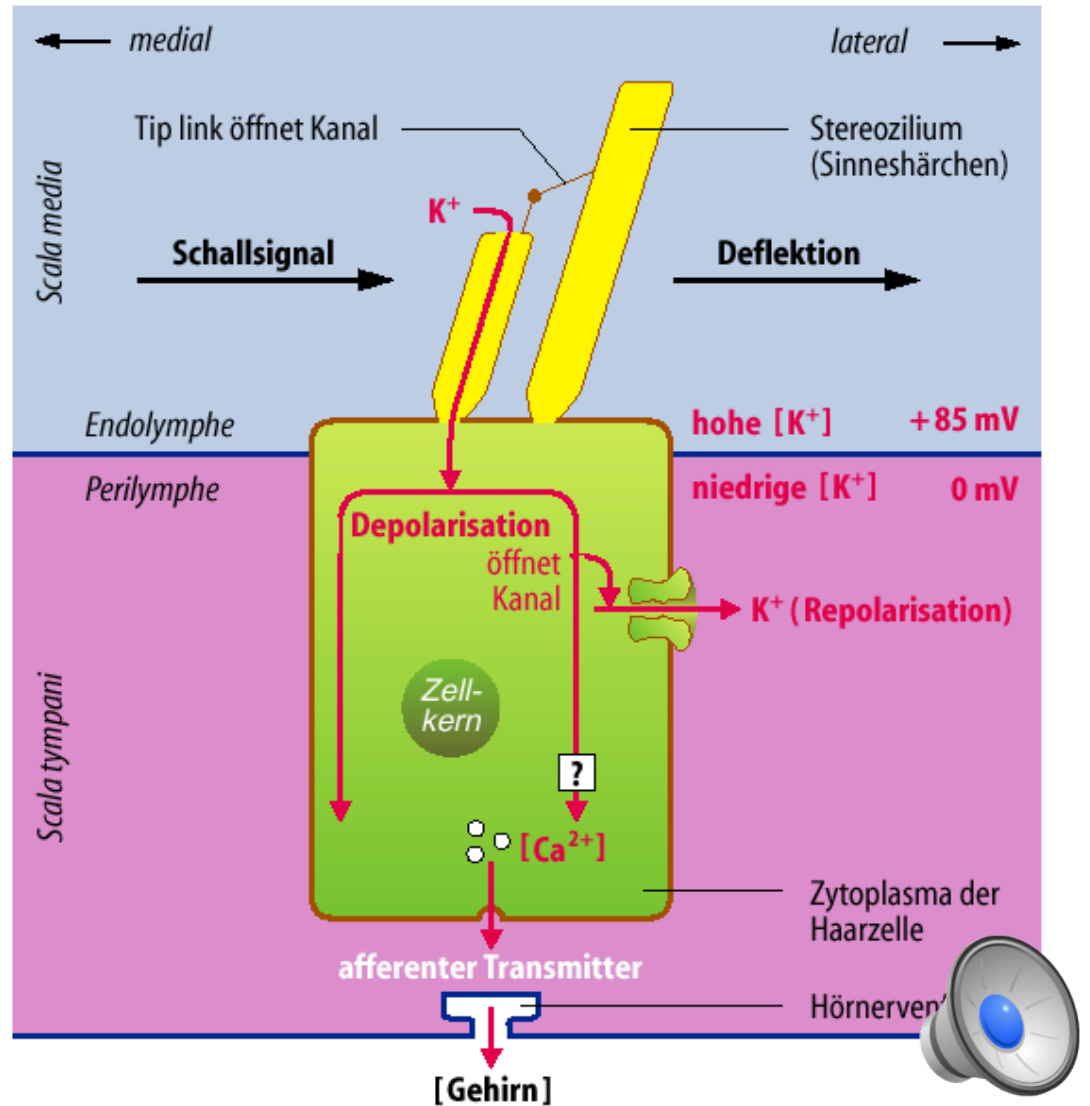 medial
lateral
Tip link öffnet Kanal
Stereozilium
(Sinneshärchen)
Scala media
K⁺
Schallsignal
Deflektion
Endolymphe
hohe [K⁺]
+85 mV
Perilymphe
niedrige [K⁺]
0 mV
Depolarisation
öffnet
Kanal
K⁺ (Repolarisation)
Zell-
kern
Scala tympani
?
[Ca²⁺]
Zytoplasma der
Haarzelle
afferenter Transmitter
[Gehirn]